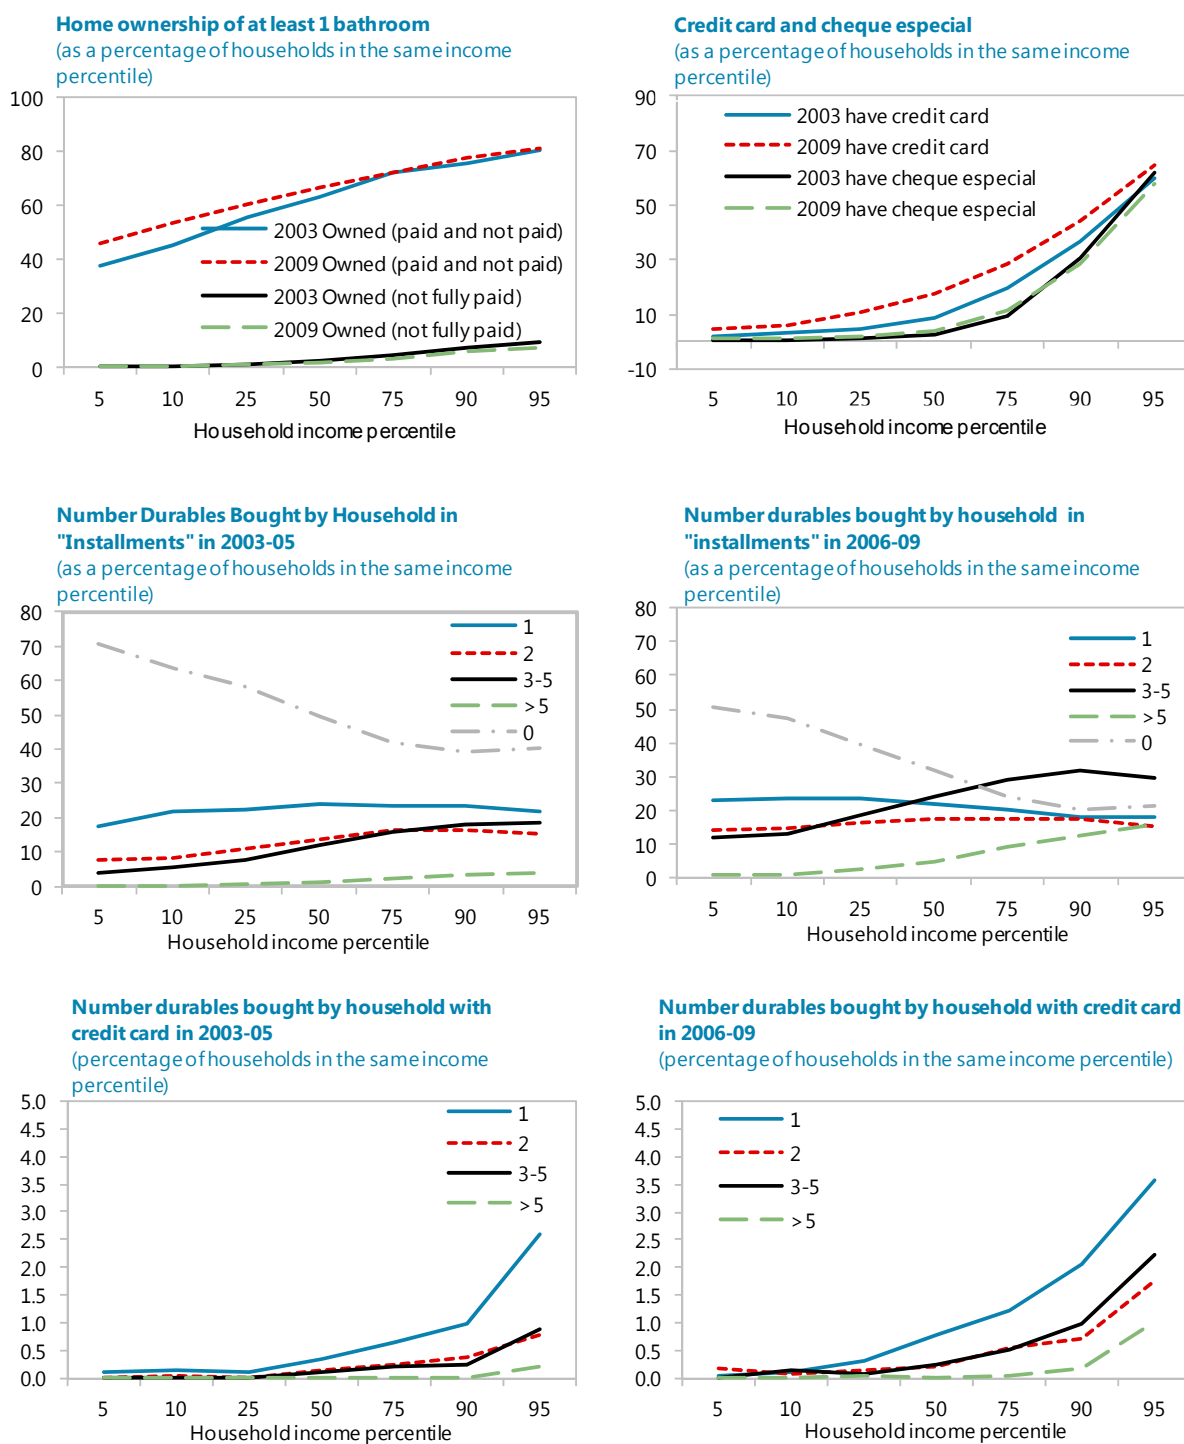 Home ownership of at least 1 bathroom
(as a percentage of households in the same income
percentile)
100
80
60
40
20
0
2003 Owned (paid and not paid)
2009 Owned (paid and not paid)
2003 Owned (not fully paid)
2009 Owned (not fully paid)
5 10 25 50 75 90 95
Household income percentile
Credit card and cheque especial
(as a percentage of households in the same income
percentile)
90
70
50
30
10
-10
2003 have credit card
2009 have credit card
2003 have cheque especial
2009 have cheque especial
5 10 25 50 75 90 95
Household income percentile
Number Durables Bought by Household in
"Installments" in 2003-05
(as a percentage of households in the same income
percentile)
80
70
60
50
40
30
20
10
0
1
2
3-5
>5
0
5 10 25 50 75 90 95
Household income percentile
Number durables bought by household in
"installments" in 2006-09
(as a percentage of households in the same income
percentile)
80
70
60
50
40
30
20
10
0
1
2
3-5
>5
0
5 10 25 50 75 90 95
Household income percentile
Number durables bought by household with
credit card in 2003-05
(percentage of households in the same income
percentile)
5.0
4.5
4.0
3.5
3.0
2.5
2.0
1.5
1.0
0.5
0.0
1
2
3-5
>5
5 10 25 50 75 90 95
Household income percentile
Number durables bought by household with credit card
in 2006-09
(percentage of households in the same income percentile)
5.0
4.5
4.0
3.5
3.0
2.5
2.0
1.5
1.0
0.5
0.0
1
2
3-5
>5
5 10 25 50 75 90 95
Household income percentile